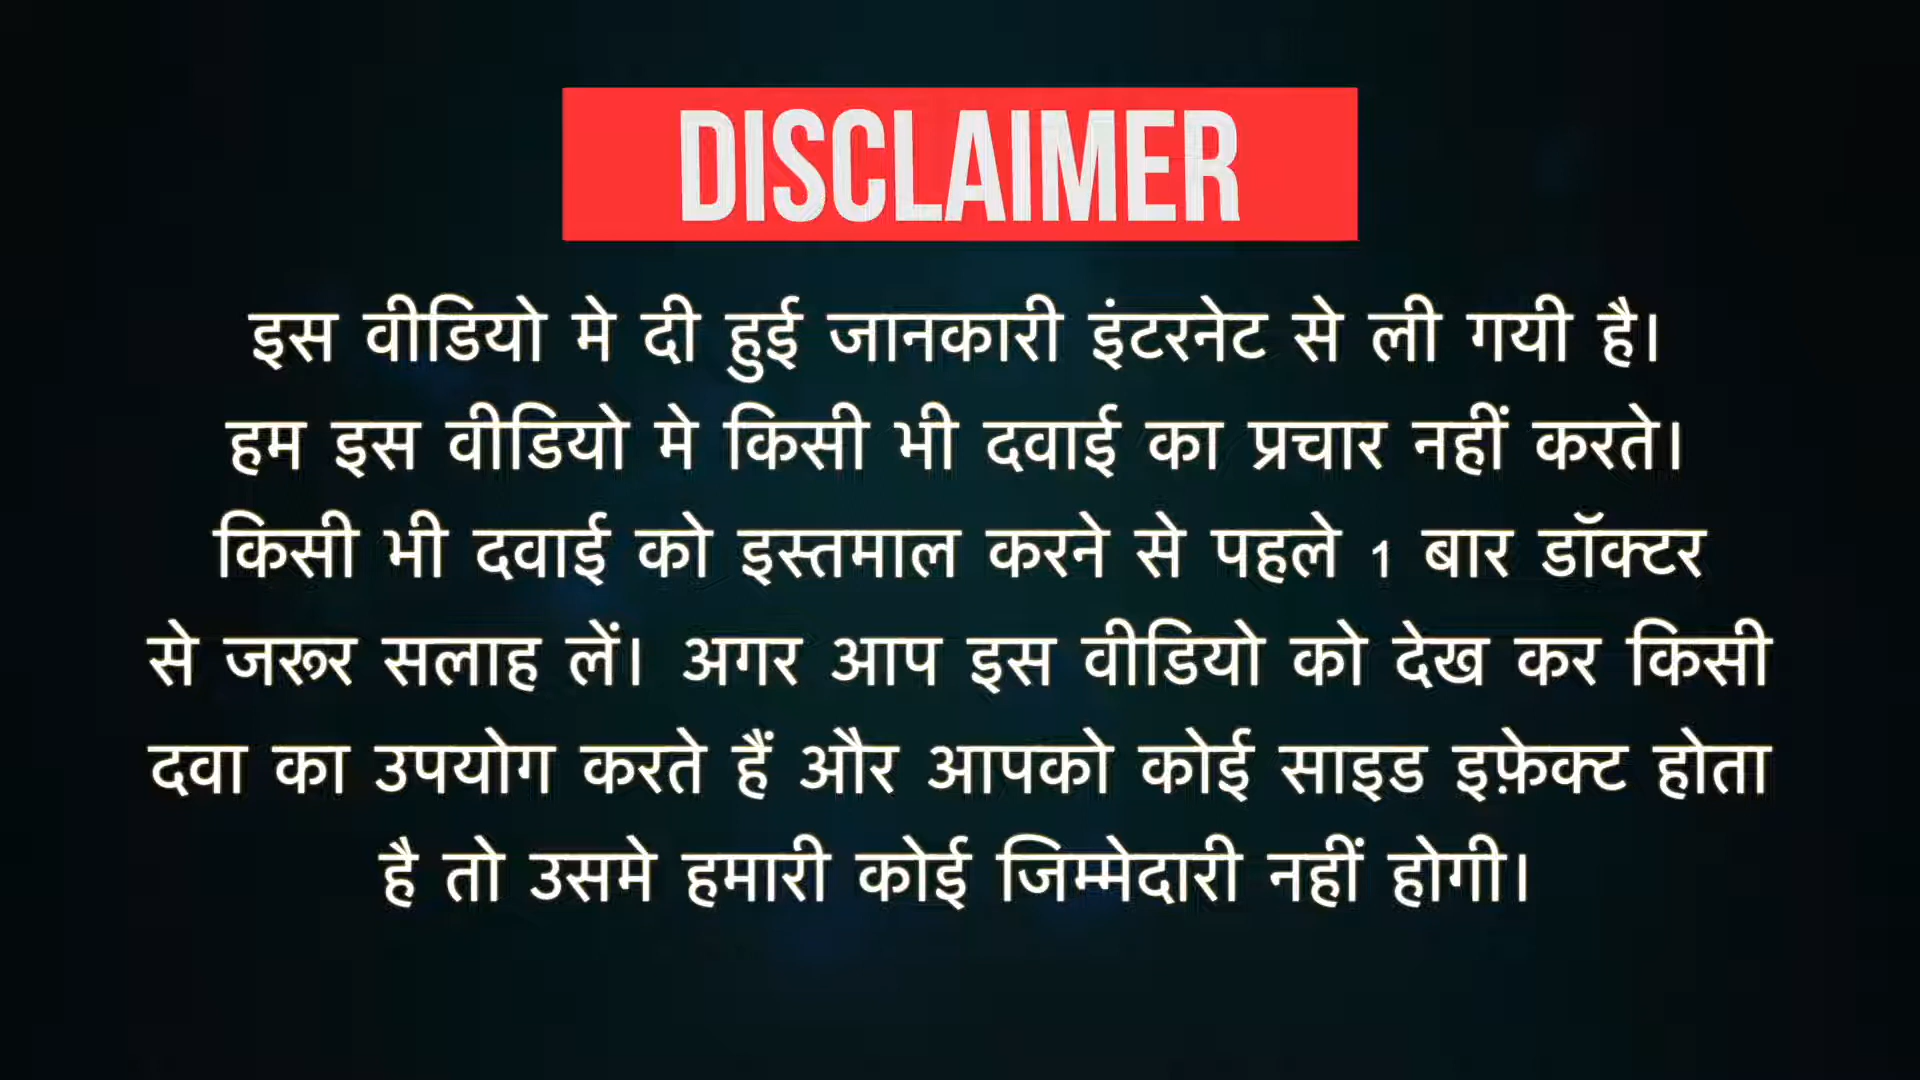 DISCLAIMER
इस वीडियो मे दी हुई जानकारी इंटरनेट से ली गयी है।
हम इस वीडियो मे किसी भी दवाई का प्रचार नहीं करते।
किसी भी दवाई को इस्तमाल करने से पहले 1 बार डॉक्टर
से जरूर सलाह लें। अगर आप इस वीडियो को देख कर किसी
दवा का उपयोग करते हैं और आपको कोई साइड इफ़ेक्ट होता
है तो उसमे हमारी कोई जिम्मेदारी नहीं होगी।